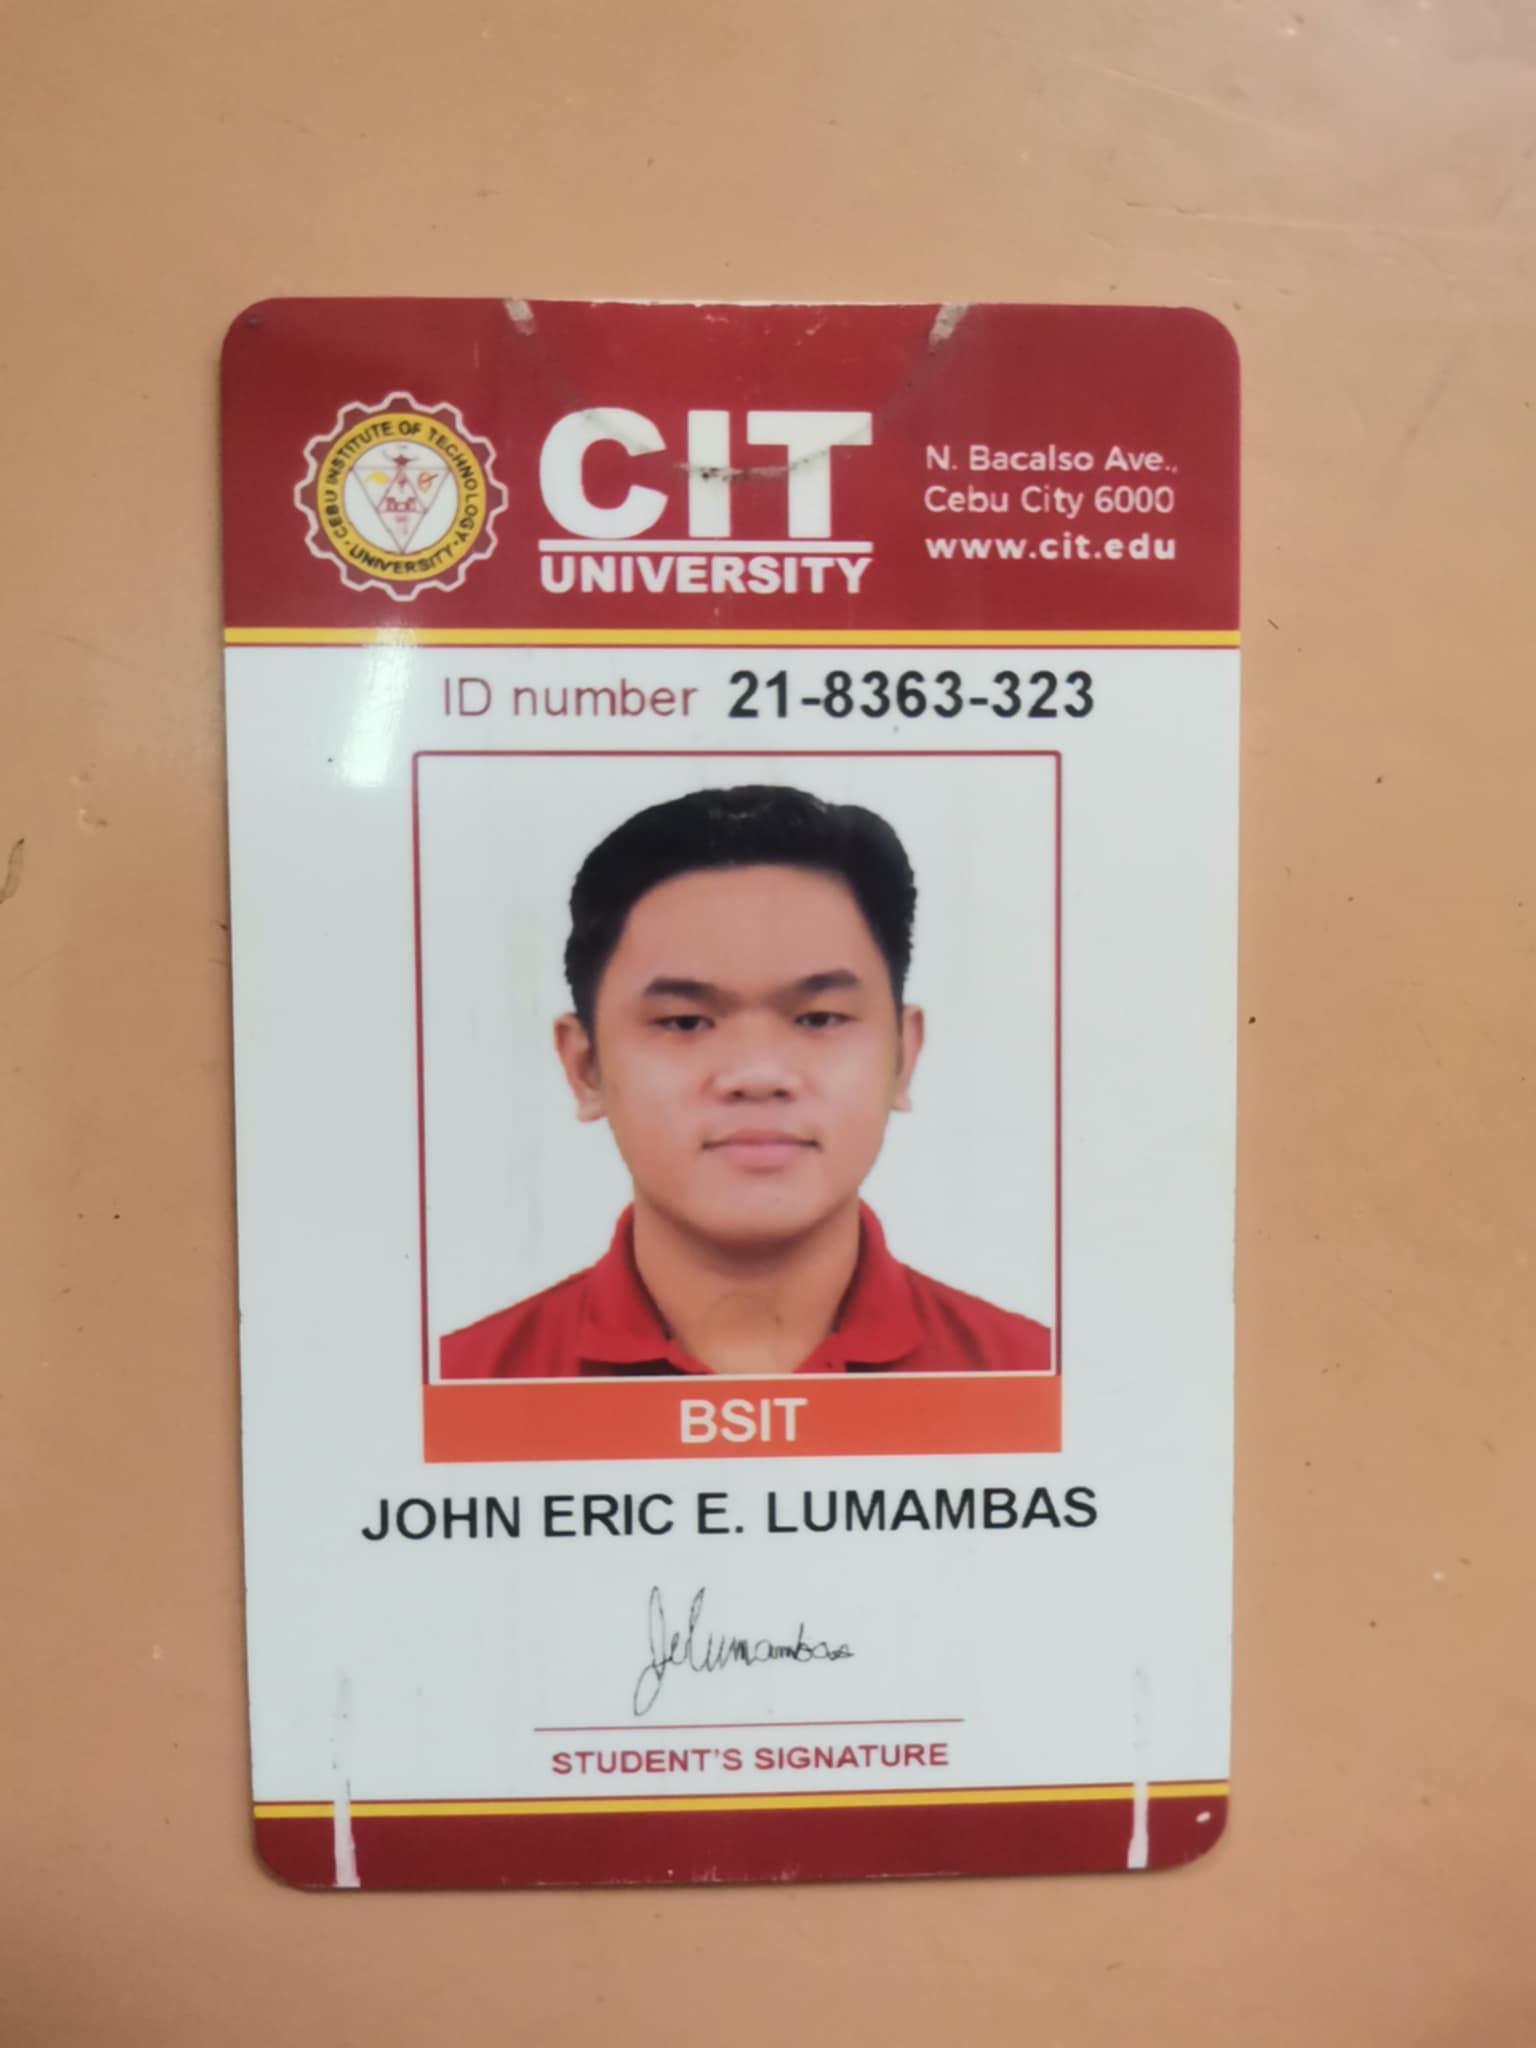 CEBU INSTITUTE OF TECHNOLOGY
UNIVERSITY
CIT
UNIVERSITY
N. Bacalso Ave.,
Cebu City 6000
www.cit.edu
ID number 21-8363-323
BSIT
JOHN ERIC E. LUMAMBAS
Jelumambas
STUDENT'S SIGNATURE